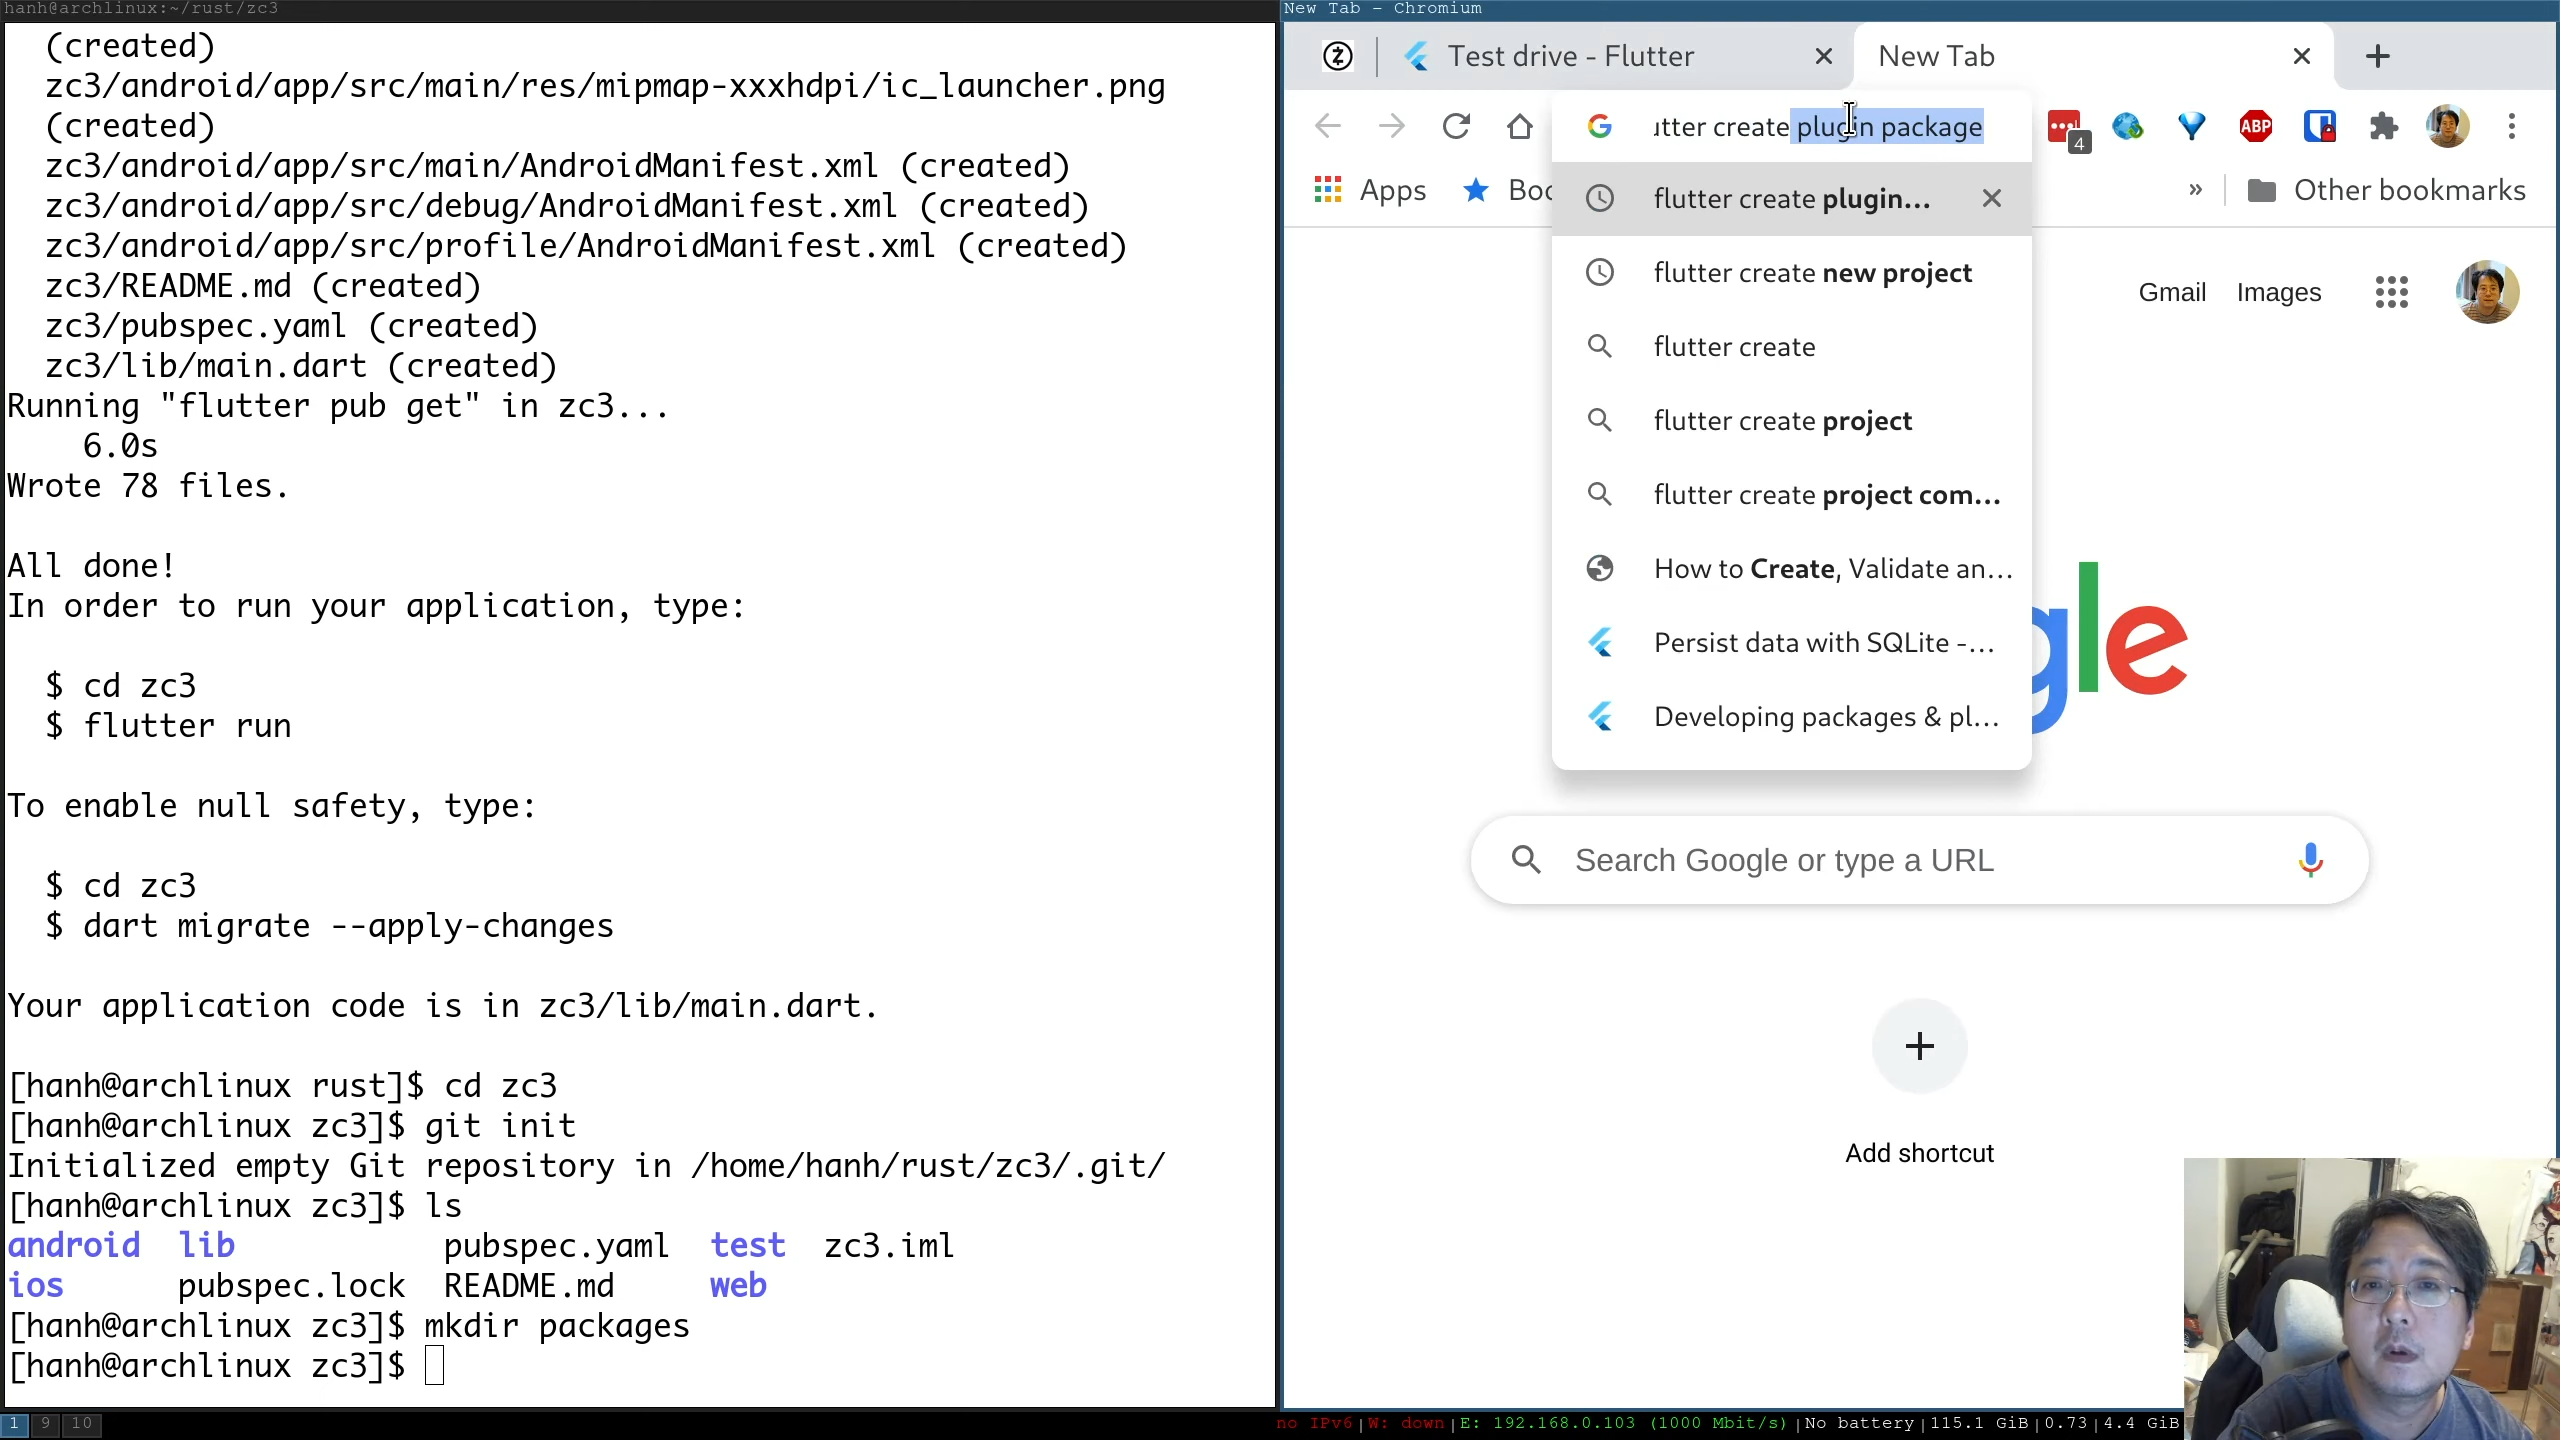 hanh@archlinux:~/rust/zc3
(created)
zc3/android/app/src/main/res/mipmap-xxxhdpi/ic_launcher.png
(created)
zc3/android/app/src/main/AndroidManifest.xml (created)
zc3/android/app/src/debug/AndroidManifest.xml (created)
zc3/android/app/src/profile/AndroidManifest.xml (created)
zc3/README.md (created)
zc3/pubspec.yaml (created)
zc3/lib/main.dart (created)
Running "flutter pub get" in zc3...
6.0s
Wrote 78 files.
All done!
In order to run your application, type:
$ cd zc3
$ flutter run
To enable null safety, type:
$ cd zc3
$ dart migrate --apply-changes
Your application code is in zc3/lib/main.dart.
[hanh@archlinux rust]$ cd zc3
[hanh@archlinux zc3]$ git init
Initialized empty Git repository in /home/hanh/rust/zc3/.git/
[hanh@archlinux zc3]$ ls
android lib pubspec.yaml test zc3.iml
ios pubspec.lock README.md web
[hanh@archlinux zc3]$ mkdir packages
[hanh@archlinux zc3]$
New Tab - Chromium
Test drive - Flutter
New Tab
utter create plugin package
4
ABP
Apps
Boo
»
Other bookmarks
flutter create plugin...
flutter create new project
flutter create
flutter create project
flutter create project com...
How to Create, Validate an...
Persist data with SQLite -...
Developing packages & pl...
Gmail Images
gle
Search Google or type a URL
Add shortcut
1 9 10
no IPv6|W: down|E: 192.168.0.103 (1000 Mbit/s)|No battery|115.1 GiB|0.73|4.4 GiB